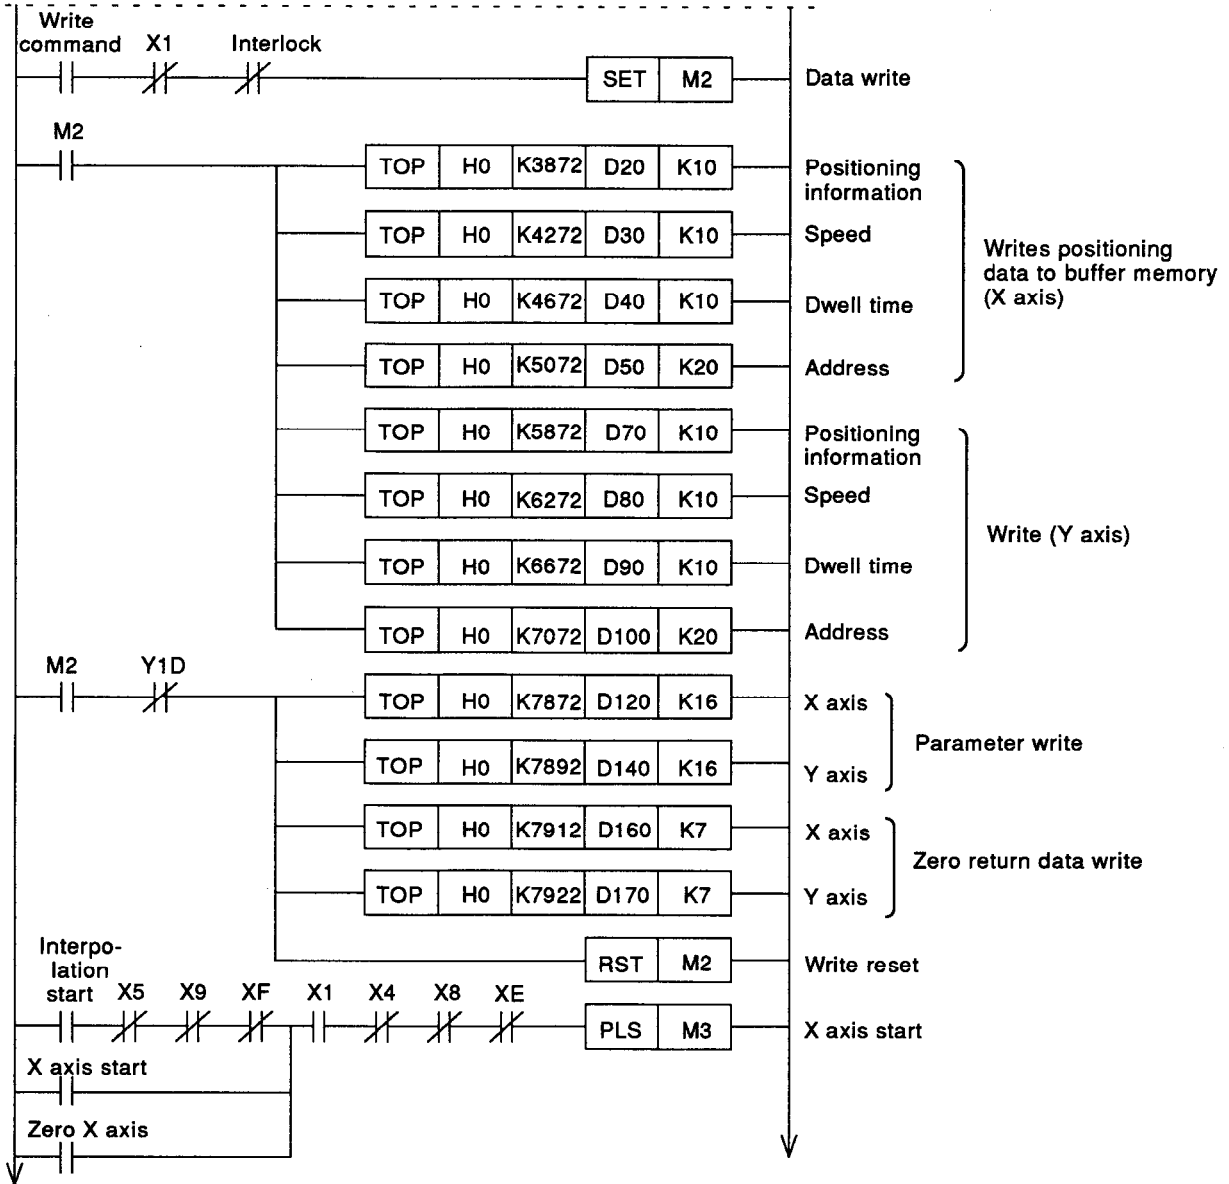 Write
command X1 Interlock
SET M2 Data write
M2
TOP H0 K3872 D20 K10 Positioning
information
TOP H0 K4272 D30 K10 Speed
Writes positioning
data to buffer memory
(X axis)
TOP H0 K4672 D40 K10 Dwell time
TOP H0 K5072 D50 K20 Address
TOP H0 K5872 D70 K10 Positioning
information
TOP H0 K6272 D80 K10 Speed
Write (Y axis)
TOP H0 K6672 D90 K10 Dwell time
TOP H0 K7072 D100 K20 Address
M2 Y1D
TOP H0 K7872 D120 K16 X axis
Parameter write
TOP H0 K7892 D140 K16 Y axis
TOP H0 K7912 D160 K7 X axis
Zero return data write
TOP H0 K7922 D170 K7 Y axis
RST M2 Write reset
Interpo-
lation
start X5 X9 XF X1 X4 X8 XE
PLS M3 X axis start
X axis start
Zero X axis